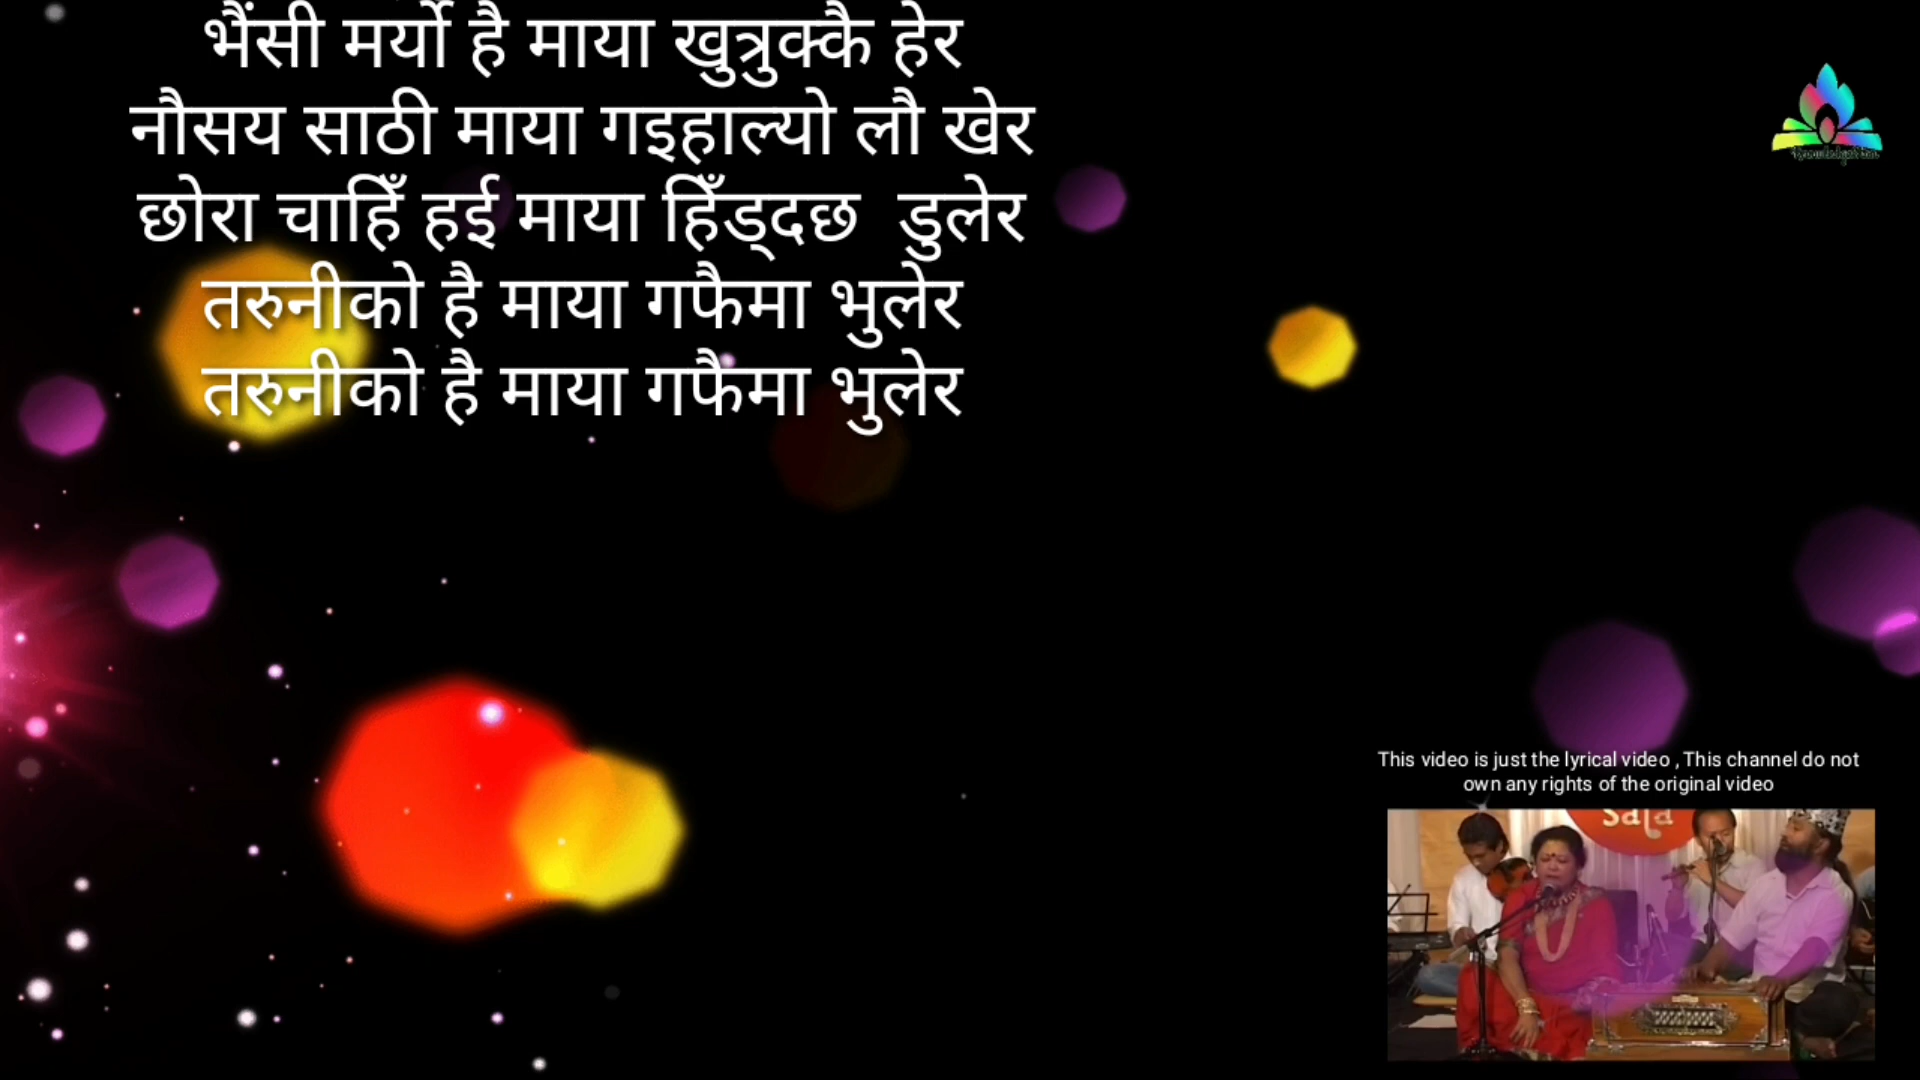 भैंसी मर्यो है माया खुत्रुक्कै हेर
नौसय साठी माया गइहाल्यो लौ खेर
छोरा चाहिँ हई माया हिँड्दछ  डुलेर
तरुनीको है माया गफैमा भुलेर
तरुनीको है माया गफैमा भुलेर
This video is just the lyrical video , This channel do not
own any rights of the original video
sala